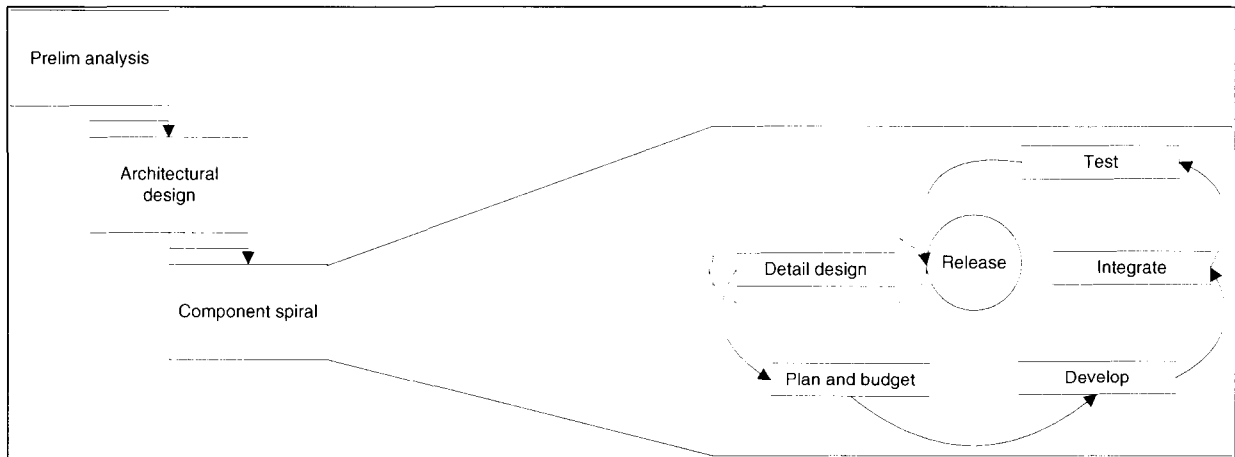 Prelim analysis
Architectural
design
Component spiral
Test
Detail design
Release
Integrate
Plan and budget
Develop